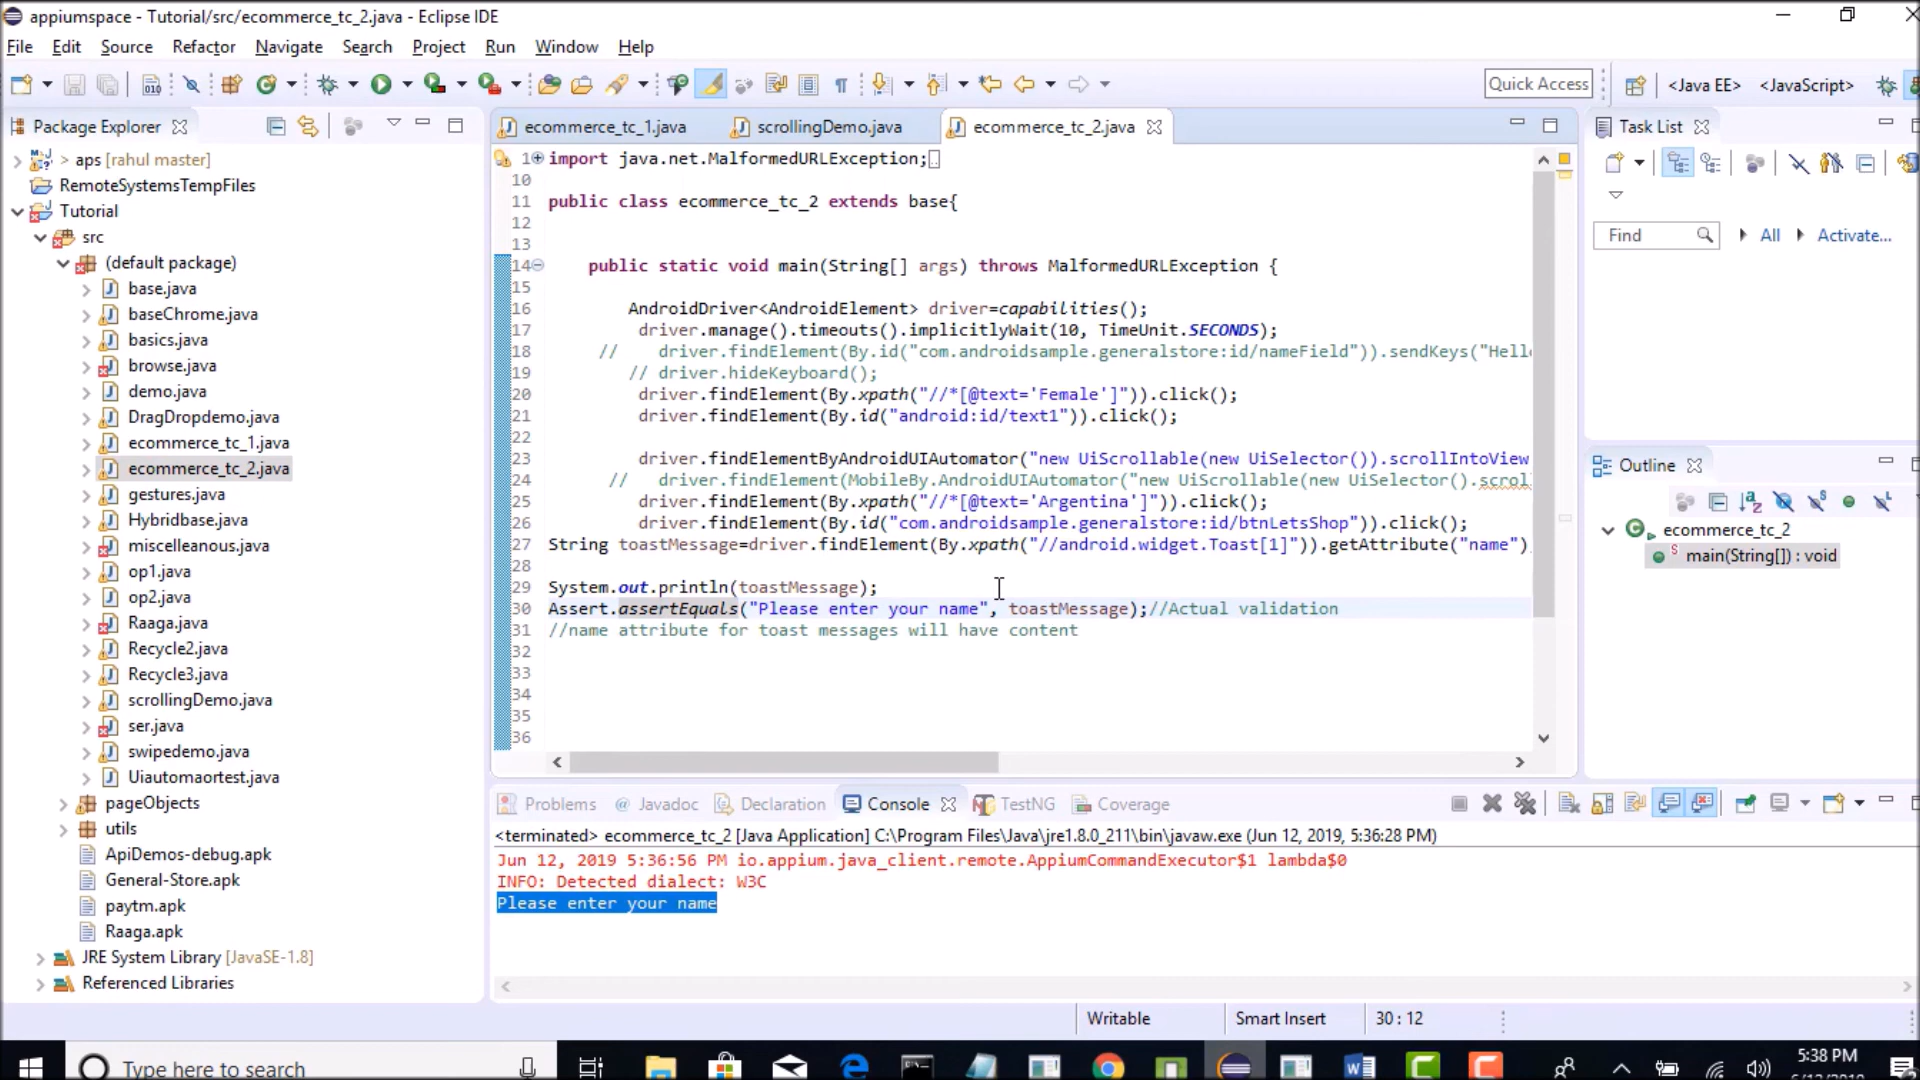 appiumspace - Tutorial/src/ecommerce_tc_2.java - Eclipse IDE
File Edit Source Refactor Navigate Search Project Run Window Help
Quick Access <Java EE> <JavaScript>
Package Explorer
> aps [rahul master]
RemoteSystemsTempFiles
Tutorial
src
(default package)
base.java
baseChrome.java
basics.java
browse.java
demo.java
DragDropdemo.java
ecommerce_tc_1.java
ecommerce_tc_2.java
gestures.java
Hybridbase.java
miscelleanous.java
op1.java
op2.java
Raaga.java
Recycle2.java
Recycle3.java
scrollingDemo.java
ser.java
swipedemo.java
Uiautomaortest.java
pageObjects
utils
ApiDemos-debug.apk
General-Store.apk
paytm.apk
Raaga.apk
JRE System Library [JavaSE-1.8]
Referenced Libraries
ecommerce_tc_1.java scrollingDemo.java ecommerce_tc_2.java
1 import java.net.MalformedURLException;
10
11 public class ecommerce_tc_2 extends base{
12
13
14 public static void main(String[] args) throws MalformedURLException {
15
16 AndroidDriver<AndroidElement> driver=capabilities();
17 driver.manage().timeouts().implicitlyWait(10, TimeUnit.SECONDS);
18 // driver.findElement(By.id("com.androidsample.generalstore:id/nameField")).sendKeys("Hello
19 // driver.hideKeyboard();
20 driver.findElement(By.xpath("//*[@text='Female']")).click();
21 driver.findElement(By.id("android:id/text1")).click();
22
23 driver.findElementByAndroidUIAutomator("new UiScrollable(new UiSelector()).scrollIntoView
24 // driver.findElement(MobileBy.AndroidUIAutomator("new UiScrollable(new UiSelector().scrol
25 driver.findElement(By.xpath("//*[@text='Argentina']")).click();
26 driver.findElement(By.id("com.androidsample.generalstore:id/btnLetsShop")).click();
27 String toastMessage=driver.findElement(By.xpath("//android.widget.Toast[1]")).getAttribute("name")
28
29 System.out.println(toastMessage);
30 Assert.assertEquals("Please enter your name", toastMessage);//Actual validation
31 //name attribute for toast messages will have content
32
33
34
35
36
Task List
Find All Activate...
Outline
ecommerce_tc_2
main(String[]) : void
Problems @ Javadoc Declaration Console TestNG Coverage
<terminated> ecommerce_tc_2 [Java Application] C:\Program Files\Java\jre1.8.0_211\bin\javaw.exe (Jun 12, 2019, 5:36:28 PM)
Jun 12, 2019 5:36:56 PM io.appium.java_client.remote.AppiumCommandExecutor$1 lambda$0
INFO: Detected dialect: W3C
Please enter your name
Writable Smart Insert 30 : 12
Type here to search
5:38 PM